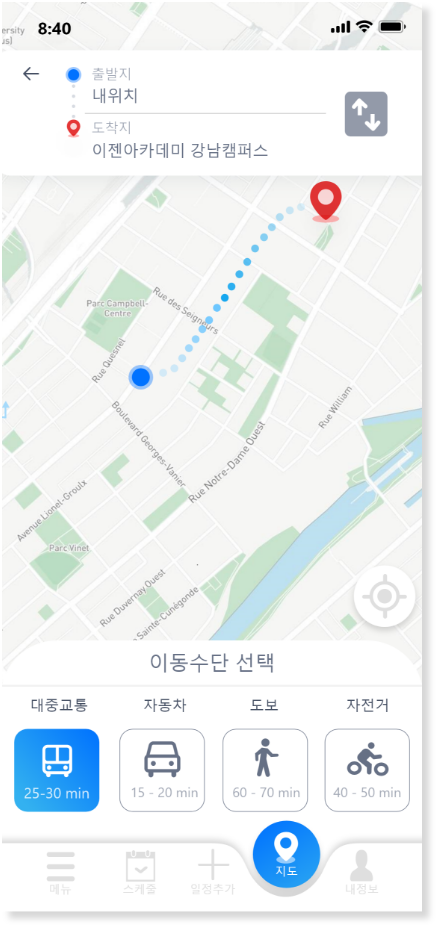 ersity
us)
8:40
출발지
내위치
도착지
이젠아카데미 강남캠퍼스
Parc Campbell-
Centre
Rue des Seigneurs
Rue Quesnel
Boulevard Georges-Vanier
Rue William
Rue Notre-Dame Ouest
Avenue Lionel-Groulx
Parc Vinet
Rue Duvernay Ouest
Sainte-Cunégonde
이동수단 선택
대중교통 자동차 도보 자전거
25-30 min 15 - 20 min 60 - 70 min 40 - 50 min
메뉴 스케줄 일정추가 지도 내정보